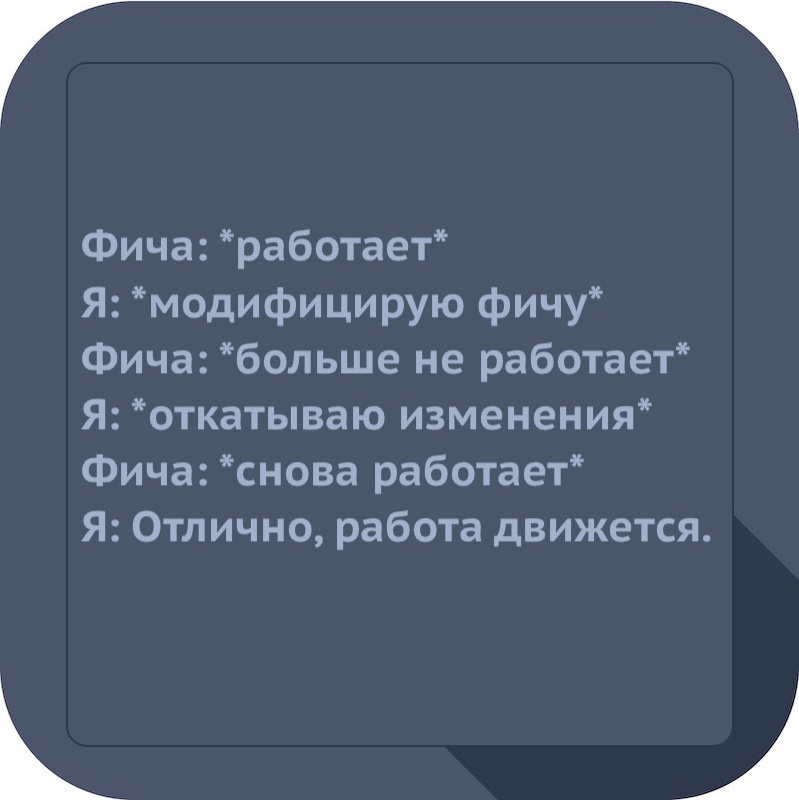 Фича: *работает*
Я: *модифицирую фичу*
Фича: *больше не работает*
Я: *откатываю изменения*
Фича: *снова работает*
Я: Отлично, работа движется.